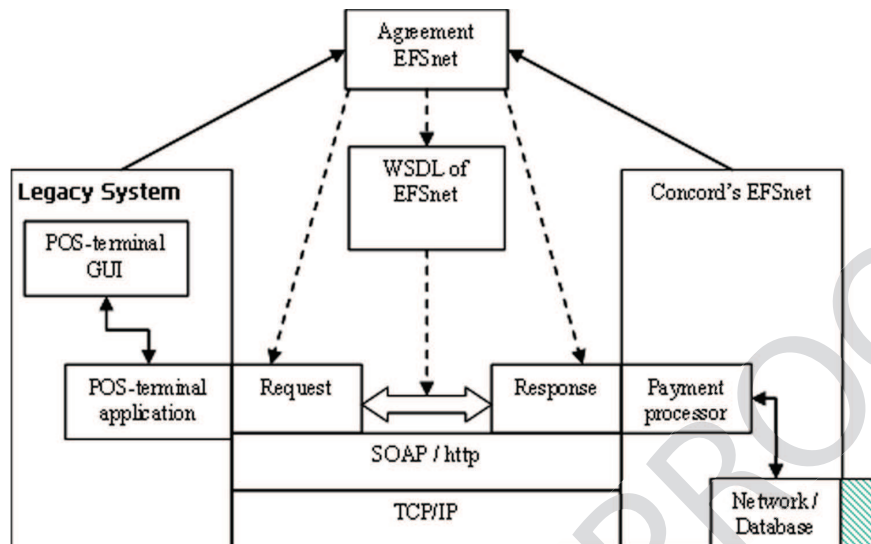 Agreement
EFSnet
WSDL of
EFSnet
Legacy System
Concord's EFSnet
POS-terminal
GUI
POS-terminal
application
Request
Response
Payment
processor
SOAP / http
TCP/IP
Network /
Database
PROO